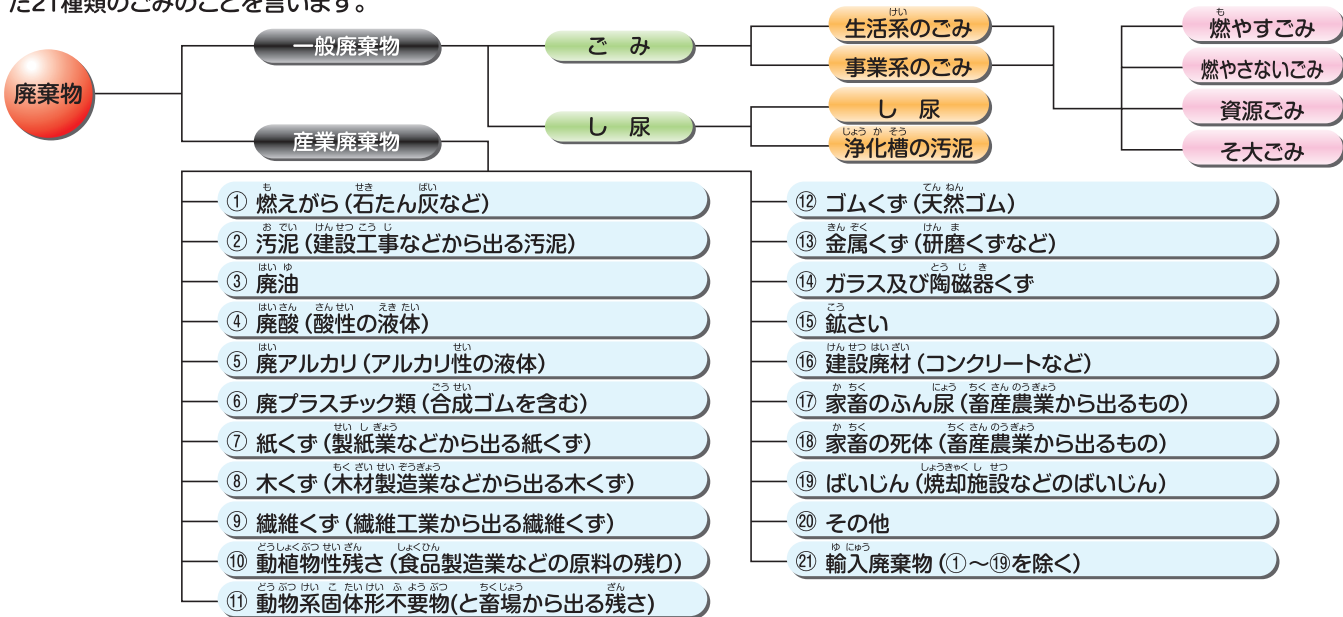 た21種類のごみのことを言います。
廃棄物
一般廃棄物
産業廃棄物
ごみ
し尿
生活系のごみ
事業系のごみ
し尿
浄化槽の汚泥
燃やすごみ
燃やさないごみ
資源ごみ
そ大ごみ
① 燃えがら(石たん灰など)
② 汚泥(建設工事などから出る汚泥)
③ 廃油
④ 廃酸(酸性の液体)
⑤ 廃アルカリ(アルカリ性の液体)
⑥ 廃プラスチック類(合成ゴムを含む)
⑦ 紙くず(製紙業などから出る紙くず)
⑧ 木くず(木材製造業などから出る木くず)
⑨ 繊維くず(繊維工業から出る繊維くず)
⑩ 動植物性残さ(食品製造業などの原料の残り)
⑪ 動物系固体形不要物(と畜場から出る残さ)
⑫ ゴムくず(天然ゴム)
⑬ 金属くず(研磨くずなど)
⑭ ガラス及び陶磁器くず
⑮ 鉱さい
⑯ 建設廃材(コンクリートなど)
⑰ 家畜のふん尿(畜産農業から出るもの)
⑱ 家畜の死体(畜産農業から出るもの)
⑲ ばいじん(焼却施設などのばいじん)
⑳ その他
㉑ 輸入廃棄物(①~⑲を除く)